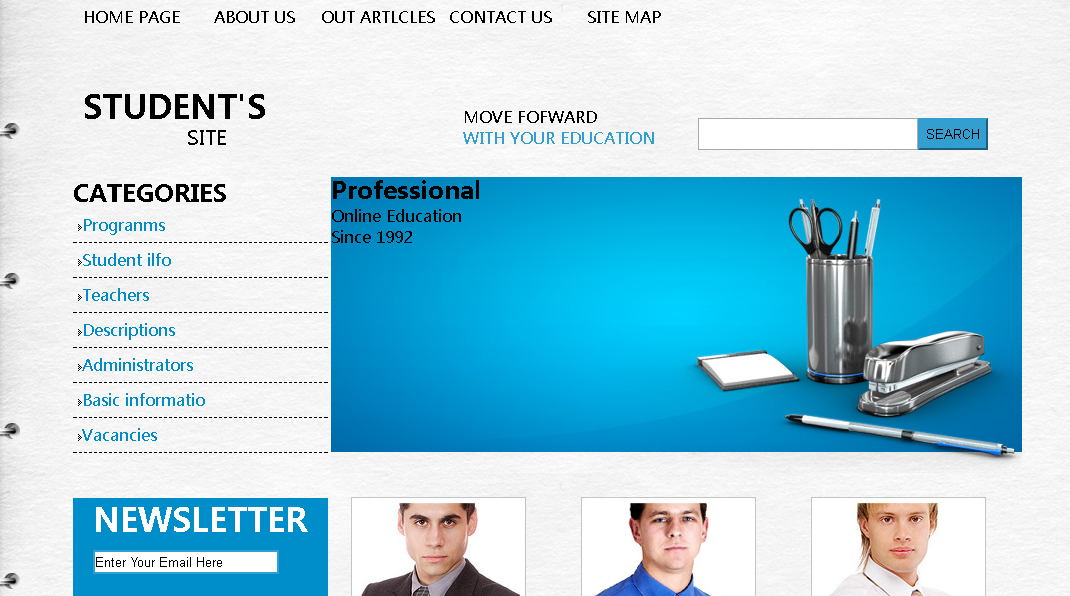 HOME PAGE ABOUT US OUT ARTLCLES CONTACT US SITE MAP
STUDENT'S
SITE
MOVE FOFWARD
WITH YOUR EDUCATION
SEARCH
CATEGORIES
Progranms
Student ilfo
Teachers
Descriptions
Administrators
Basic informatio
Vacancies
Professional
Online Education
Since 1992
NEWSLETTER
Enter Your Email Here